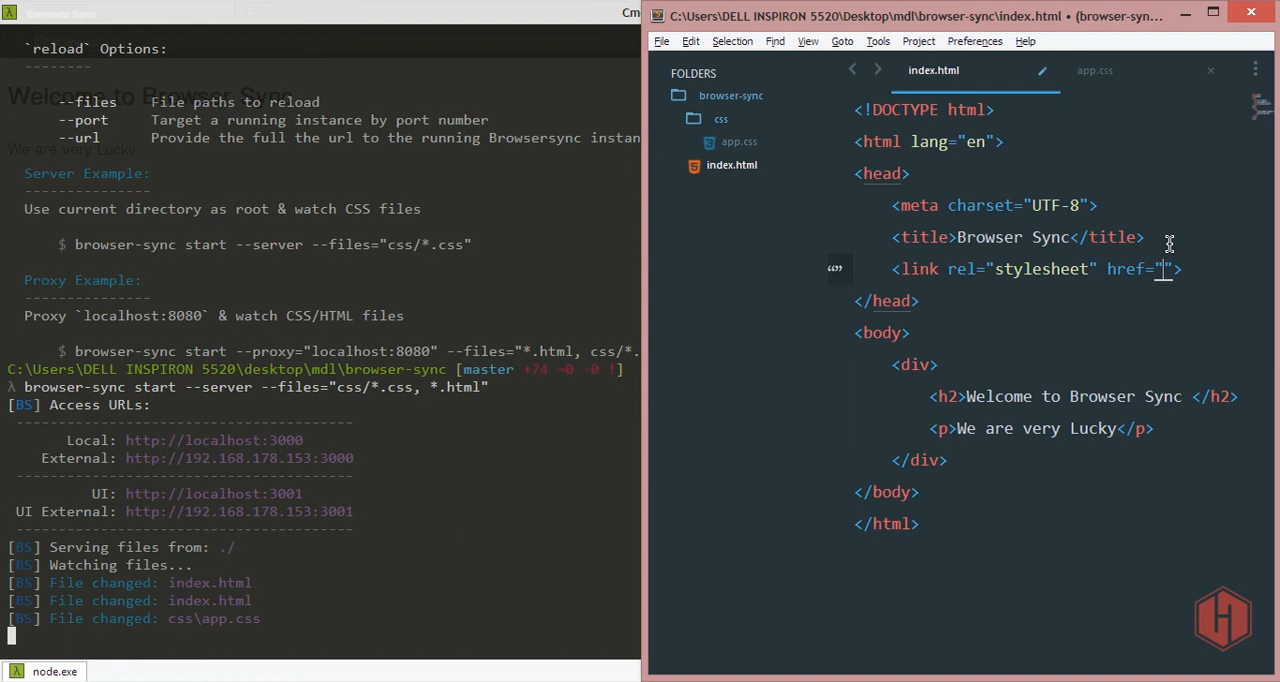 Browser Sync
Cm
`reload` Options:
--------
Welcome to Browser Sync
--files    File paths to reload
--port     Target a running instance by port number
--url      Provide the full the url to the running Browsersync instan
We are very Lucky
Server Example:
---------------
Use current directory as root & watch CSS files
$ browser-sync start --server --files="css/*.css"
Proxy Example:
--------------
Proxy `localhost:8080` & watch CSS/HTML files
$ browser-sync start --proxy="localhost:8080" --files="*.html, css/*.
C:\Users\DELL INSPIRON 5520\desktop\mdl\browser-sync [master +74 ~0 -0 !]
λ browser-sync start --server --files="css/*.css, *.html"
[BS] Access URLs:
--------------------------------------
Local: http://localhost:3000
External: http://192.168.178.153:3000
--------------------------------------
UI: http://localhost:3001
UI External: http://192.168.178.153:3001
--------------------------------------
[BS] Serving files from: ./
[BS] Watching files...
[BS] File changed: index.html
[BS] File changed: index.html
[BS] File changed: css\app.css
λ node.exe
C:\Users\DELL INSPIRON 5520\Desktop\mdl\browser-sync\index.html • (browser-syn...
File Edit Selection Find View Goto Tools Project Preferences Help
FOLDERS
browser-sync
css
app.css
index.html
index.html app.css
<!DOCTYPE html>
<html lang="en">
<head>
<meta charset="UTF-8">
<title>Browser Sync</title>
<link rel="stylesheet" href="">
</head>
<body>
<div>
<h2>Welcome to Browser Sync </h2>
<p>We are very Lucky</p>
</div>
</body>
</html>
H